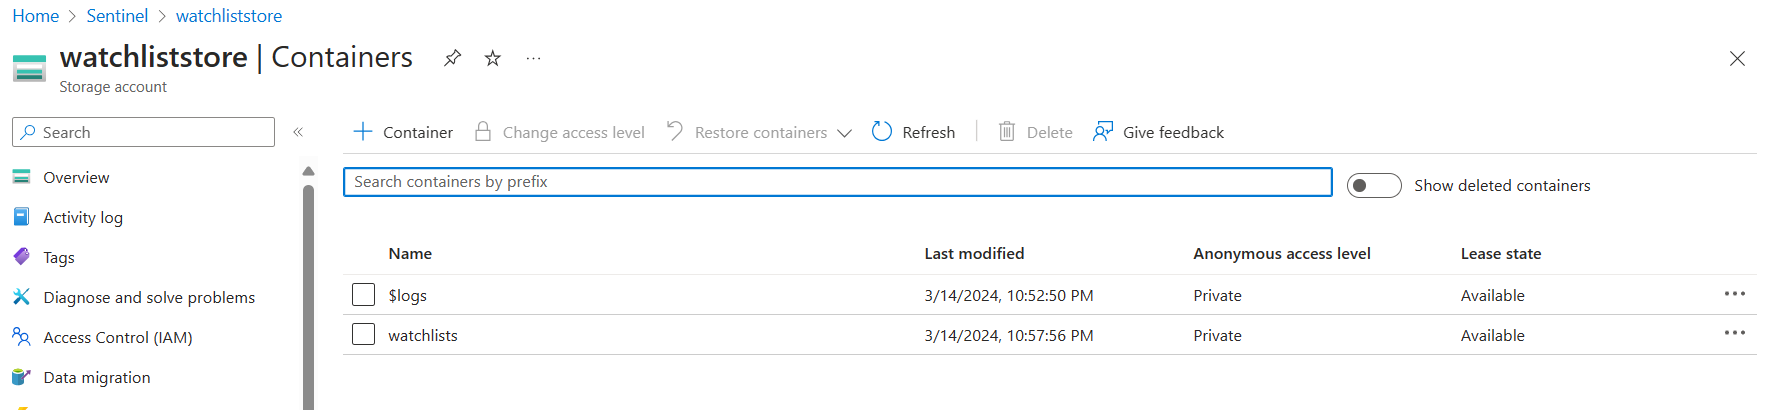 Home > Sentinel > watchliststore
watchliststore | Containers
Storage account
Search
Overview
Activity log
Tags
Diagnose and solve problems
Access Control (IAM)
Data migration
Container Change access level Restore containers Refresh Delete Give feedback
Search containers by prefix
Show deleted containers
Name Last modified Anonymous access level Lease state
$logs 3/14/2024, 10:52:50 PM Private Available
watchlists 3/14/2024, 10:57:56 PM Private Available